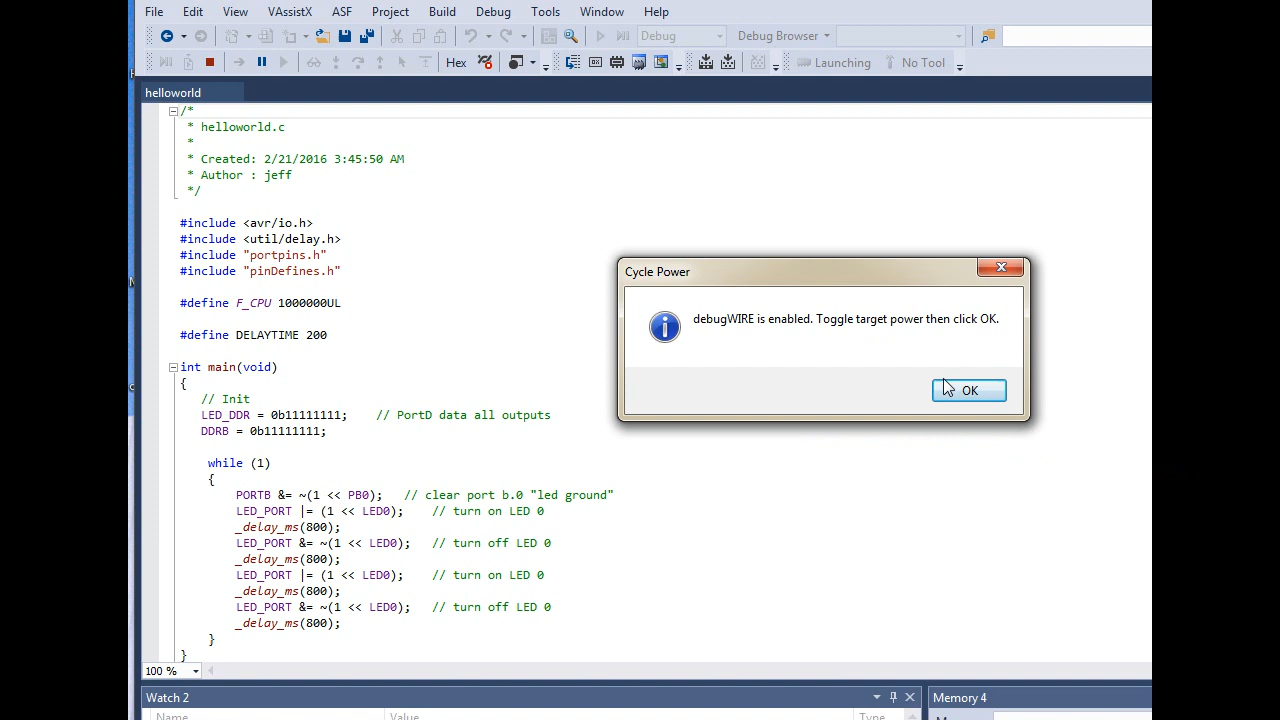 File Edit View VAssistX ASF Project Build Debug Tools Window Help
Debug Debug Browser
Hex Launching No Tool
helloworld
/*
* helloworld.c
*
* Created: 2/21/2016 3:45:50 AM
* Author : jeff
*/
#include <avr/io.h>
#include <util/delay.h>
#include "portpins.h"
#include "pinDefines.h"
#define F_CPU 1000000UL
#define DELAYTIME 200
int main(void)
{
// Init
LED_DDR = 0b11111111; // PortD data all outputs
DDRB = 0b11111111;
while (1)
{
PORTB &= ~(1 << PB0); // clear port b.0 "led ground"
LED_PORT |= (1 << LED0); // turn on LED 0
_delay_ms(800);
LED_PORT &= ~(1 << LED0); // turn off LED 0
_delay_ms(800);
LED_PORT |= (1 << LED0); // turn on LED 0
_delay_ms(800);
LED_PORT &= ~(1 << LED0); // turn off LED 0
_delay_ms(800);
}
}
Cycle Power
debugWIRE is enabled. Toggle target power then click OK.
OK
100 %
Watch 2
Name Value Type
Memory 4